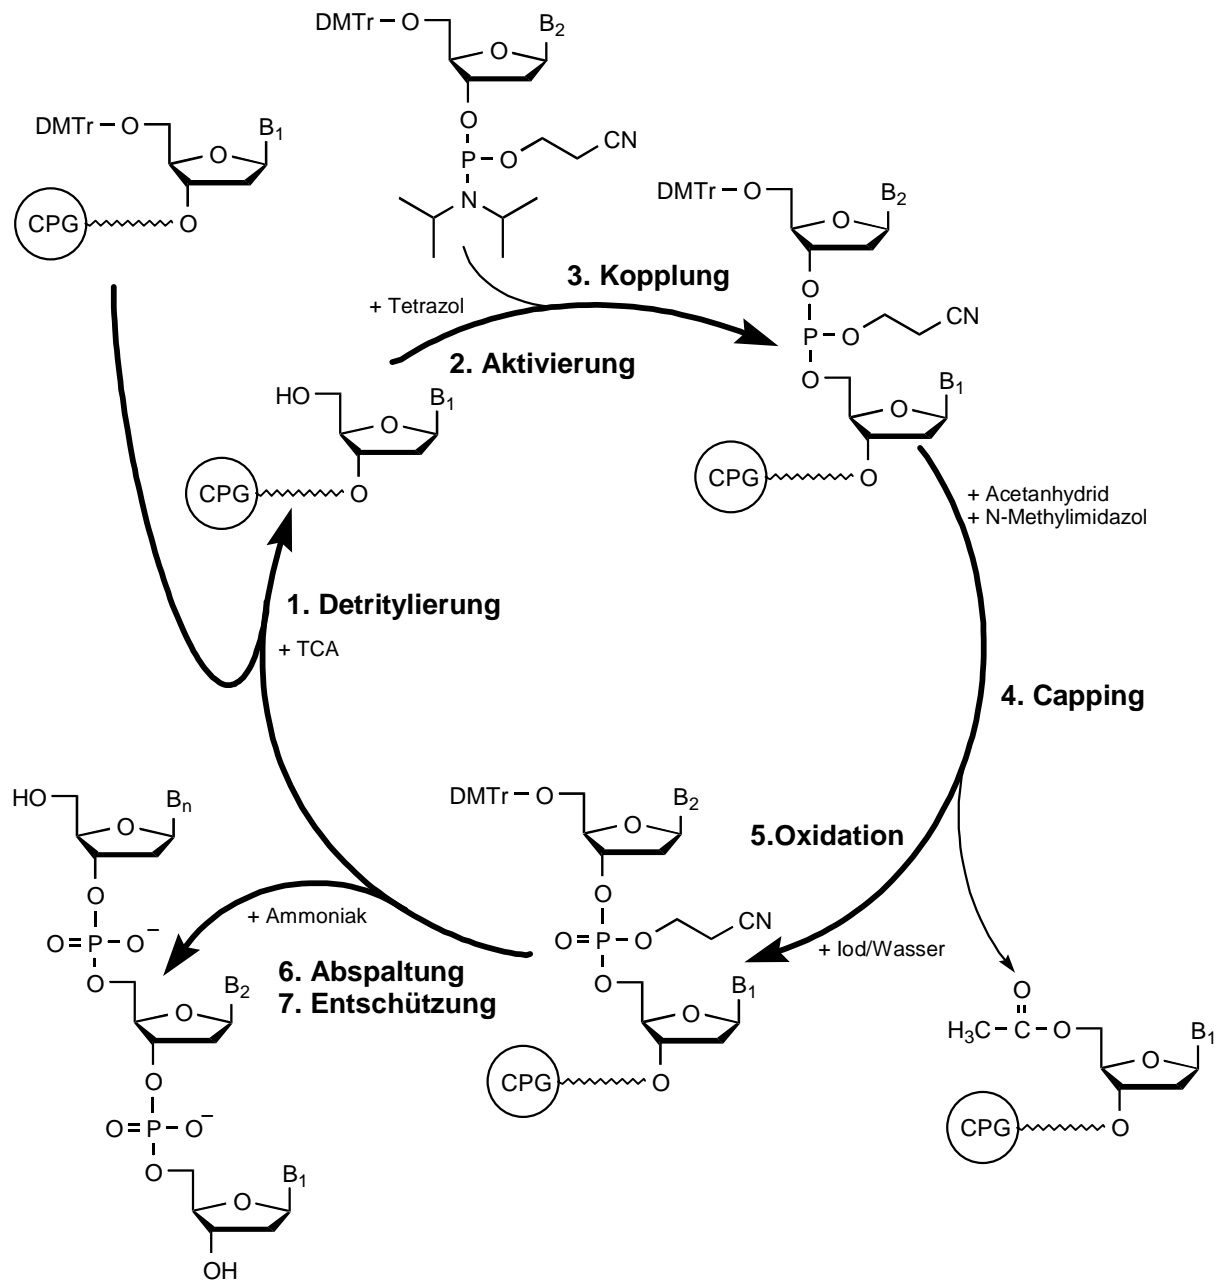 DMTr–O
O
B2
O
P–O
CN
N
DMTr–O
O
B1
CPG
O
DMTr–O
O
B2
O
P–O
CN
O
O
B1
CPG
O
3. Kopplung
+ Tetrazol
2. Aktivierung
HO
O
B1
CPG
O
+ Acetanhydrid
+ N-Methylimidazol
1. Detritylierung
+ TCA
4. Capping
5.Oxidation
+ Iod/Wasser
DMTr–O
O
B2
O
O=P–O
CN
O
O
B1
CPG
O
+ Ammoniak
6. Abspaltung
7. Entschützung
HO
O
Bn
O
O=P–O–
O
O
B2
O
O=P–O–
O
O
B1
OH
O
H3C–C–O
O
B1
CPG
O